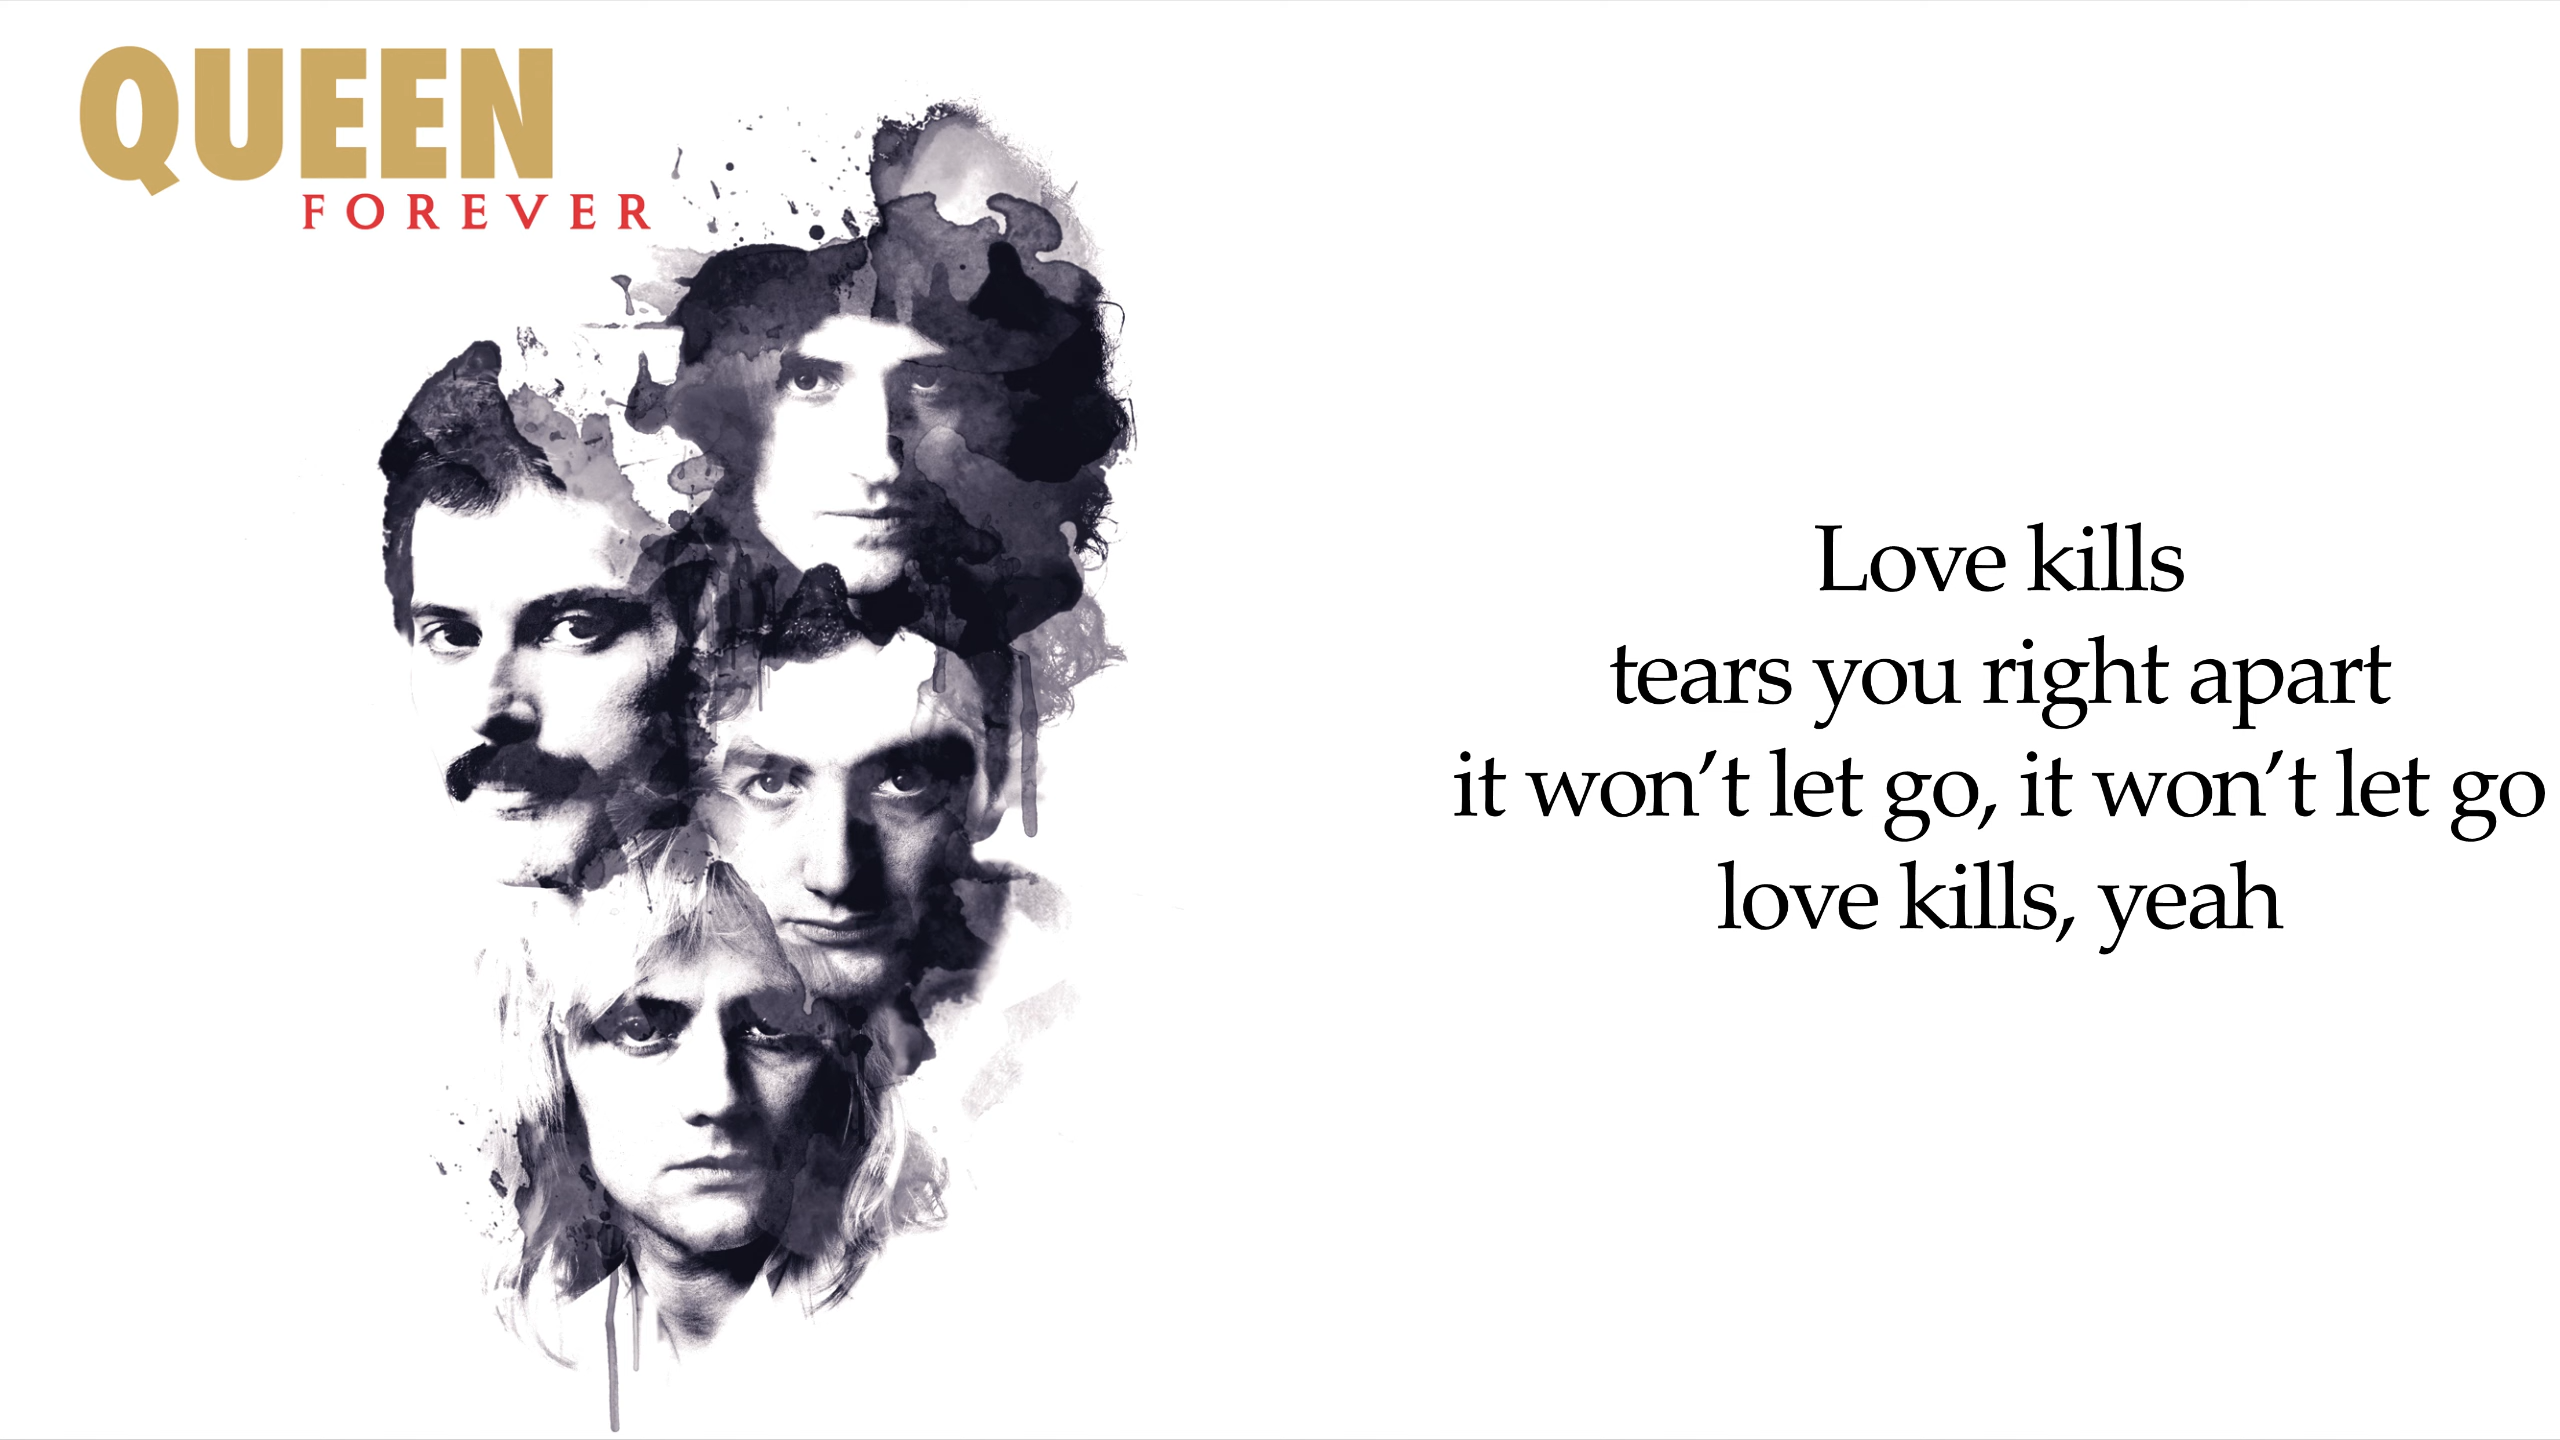 QUEEN
FOREVER
Love kills
tears you right apart
it won’t let go, it won’t let go
love kills, yeah